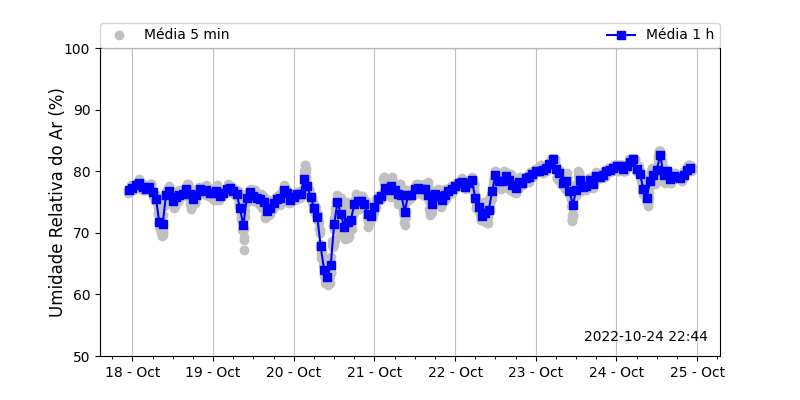 Média 5 min Média 1 h
Umidade Relativa do Ar (%)
100
90
80
70
60
50
2022-10-24 22:44
18 - Oct 19 - Oct 20 - Oct 21 - Oct 22 - Oct 23 - Oct 24 - Oct 25 - Oct